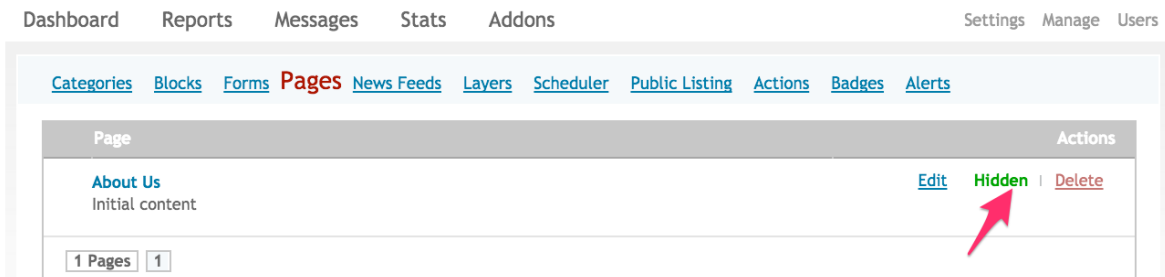 Dashboard Reports Messages Stats Addons Settings Manage Users
Categories Blocks Forms Pages News Feeds Layers Scheduler Public Listing Actions Badges Alerts
Page Actions
About Us Edit Hidden | Delete
Initial content
1 Pages 1